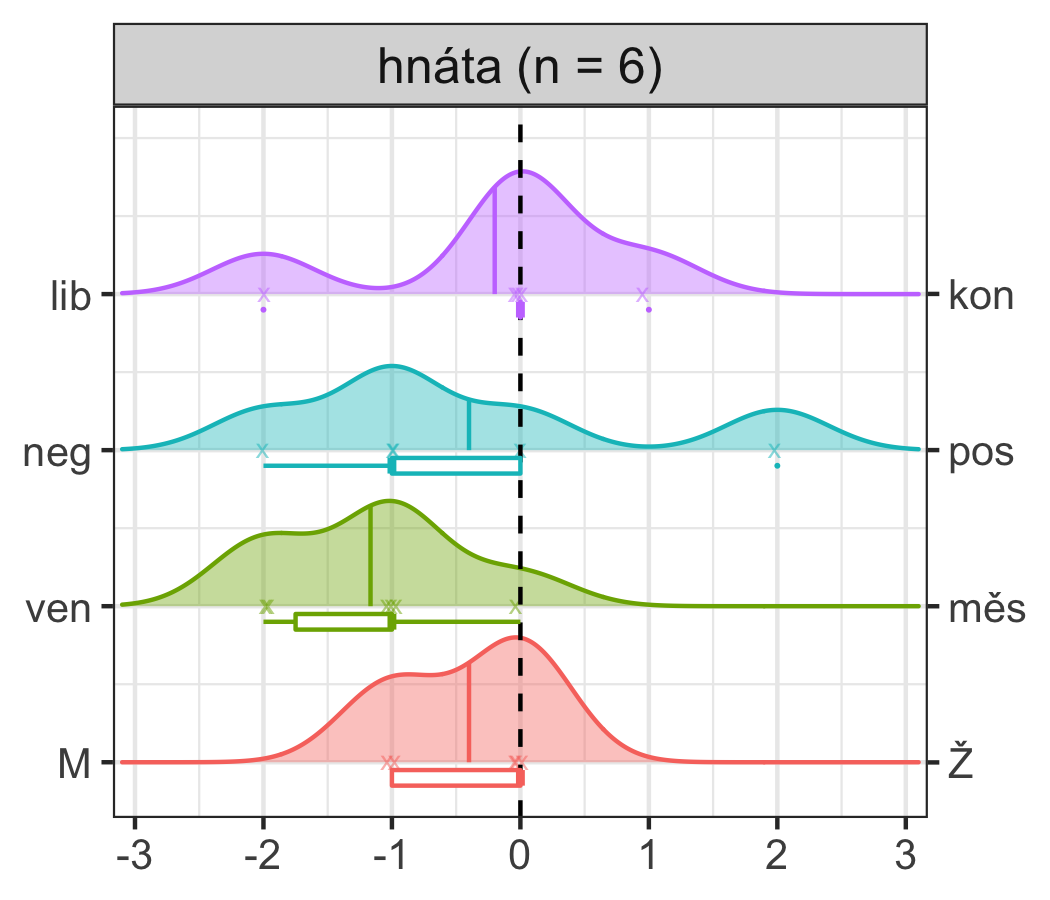 hnáta (n = 6)
lib kon
neg pos
ven měs
M Ž
-3 -2 -1 0 1 2 3